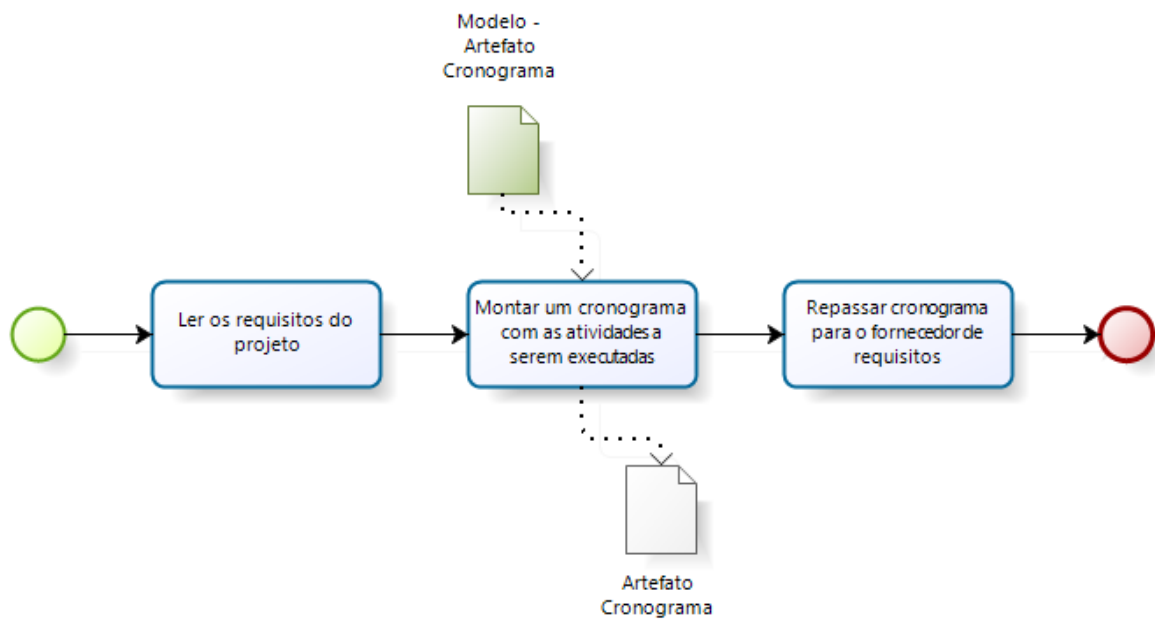 Modelo -
Artefato
Cronograma
Ler os requisitos do
projeto
Montar um cronograma
com as atividades a
serem executadas
Repassar cronograma
para o fornecedor de
requisitos
Artefato
Cronograma